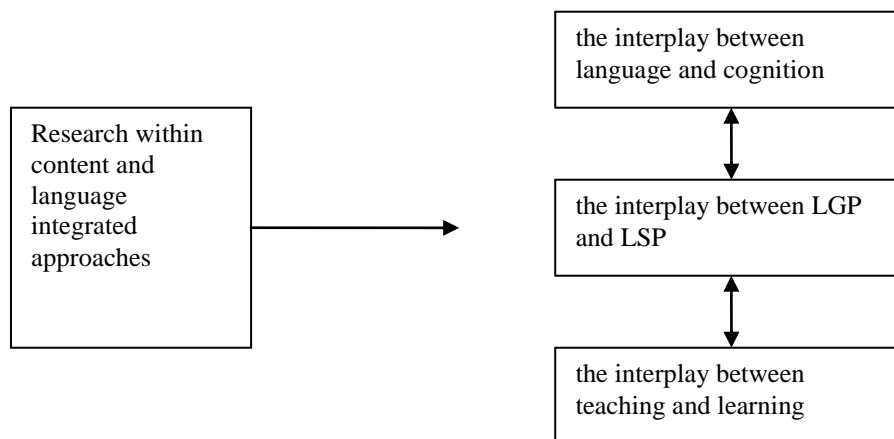 the interplay between
language and cognition
Research within
content and
language
integrated
approaches
the interplay between LGP
and LSP
the interplay between
teaching and learning